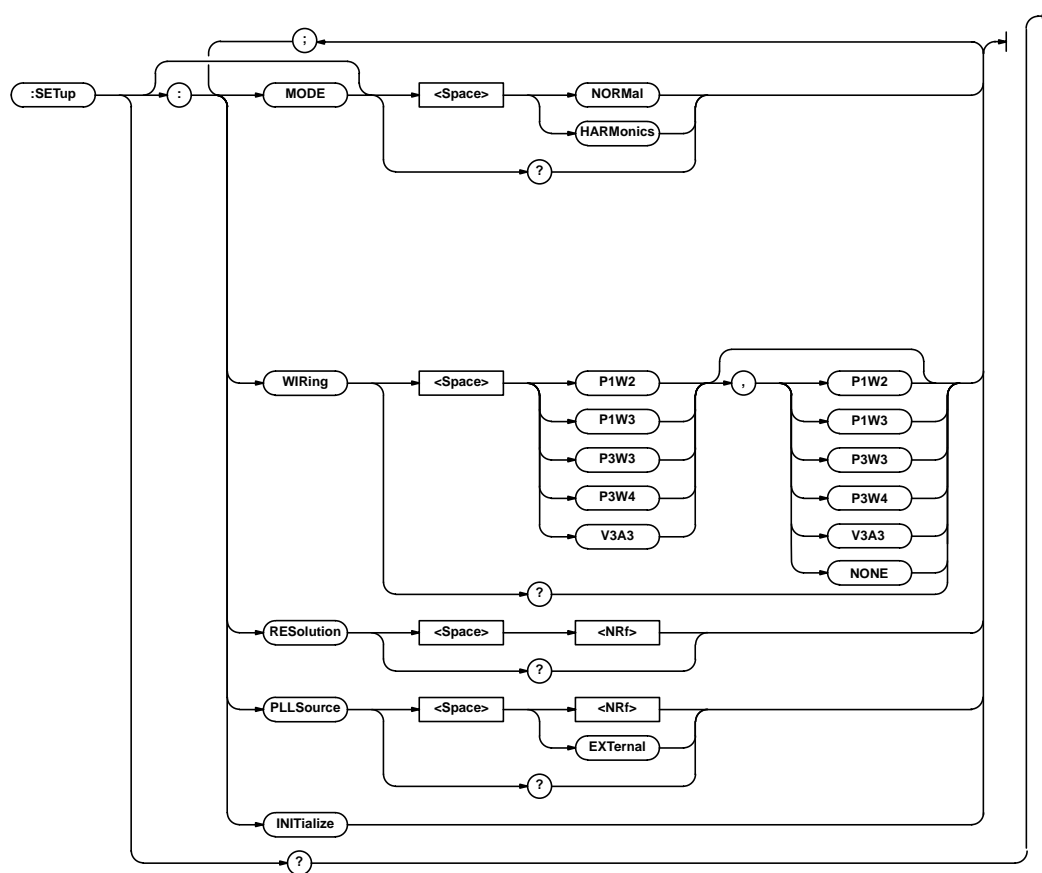 ;
:SETup : MODE <Space> NORMal
HARMonics
?
WIRing <Space> P1W2 , P1W2
P1W3 P1W3
P3W3 P3W3
P3W4 P3W4
V3A3 V3A3
NONE
?
RESolution <Space> <NRf>
?
PLLSource <Space> <NRf>
EXTernal
?
INITialize
?